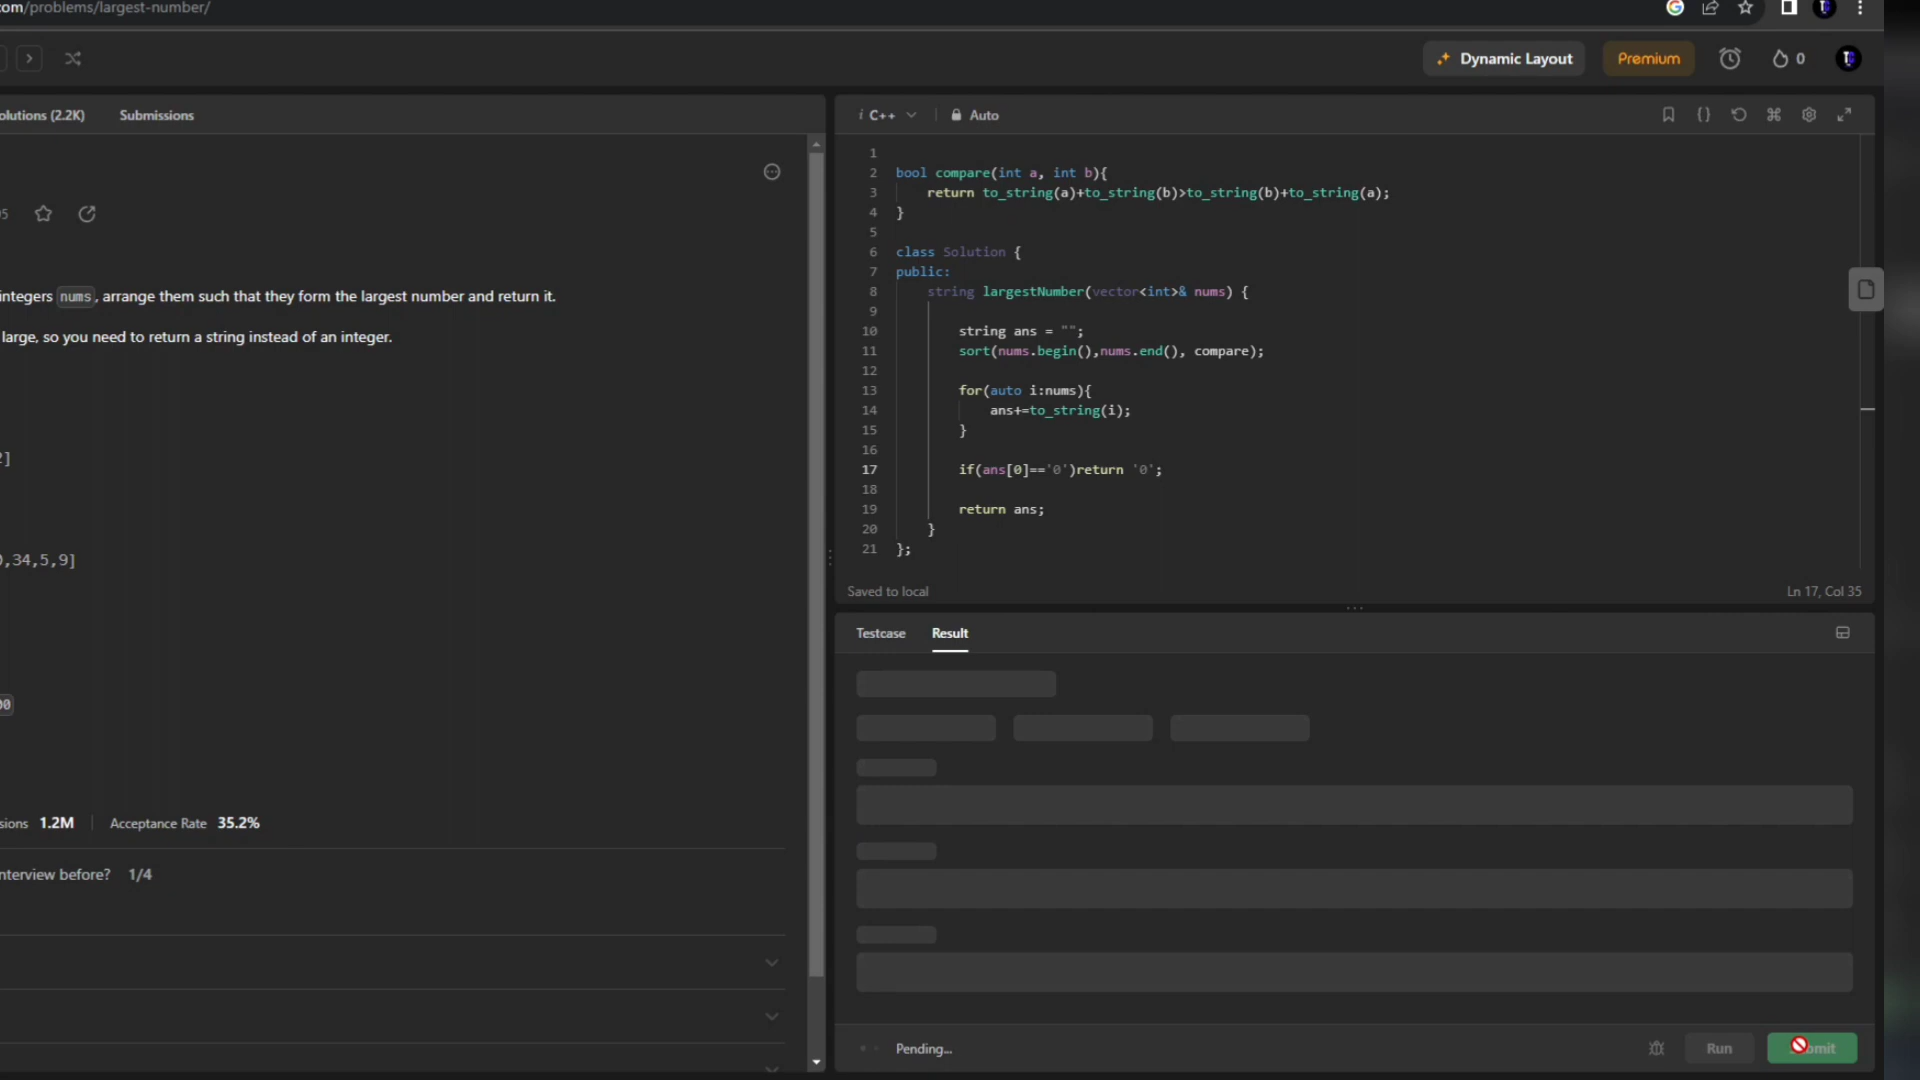 com/problems/largest-number/
Dynamic Layout
Premium
0
olutions (2.2K)
Submissions
i C++
Auto
integers nums, arrange them such that they form the largest number and return it.
large, so you need to return a string instead of an integer.
2]
,34,5,9]
sions 1.2M
Acceptance Rate 35.2%
nterview before? 1/4
1
2 bool compare(int a, int b){
3 return to_string(a)+to_string(b)>to_string(b)+to_string(a);
4 }
5
6 class Solution {
7 public:
8 string largestNumber(vector<int>& nums) {
9
10 string ans = "";
11 sort(nums.begin(),nums.end(), compare);
12
13 for(auto i:nums){
14 ans+=to_string(i);
15 }
16
17 if(ans[0]=='0')return '0';
18
19 return ans;
20 }
21 };
Saved to local
Ln 17, Col 35
Testcase
Result
Pending...
Run